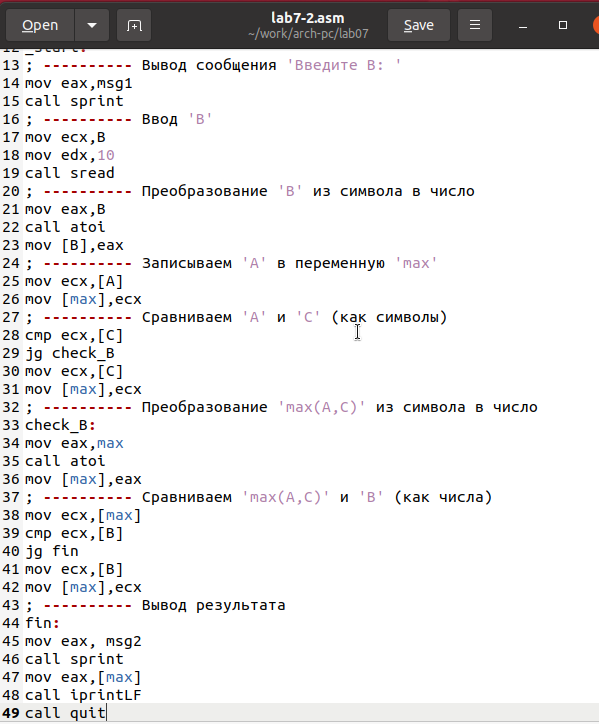 Open
lab7-2.asm
~/work/arch-pc/lab07
Save
12 _start:
13 ; ---------- Вывод сообщения 'Введите B: '
14 mov eax,msg1
15 call sprint
16 ; ---------- Ввод 'B'
17 mov ecx,B
18 mov edx,10
19 call sread
20 ; ---------- Преобразование 'B' из символа в число
21 mov eax,B
22 call atoi
23 mov [B],eax
24 ; ---------- Записываем 'A' в переменную 'max'
25 mov ecx,[A]
26 mov [max],ecx
27 ; ---------- Сравниваем 'A' и 'C' (как символы)
28 cmp ecx,[C]
29 jg check_B
30 mov ecx,[C]
31 mov [max],ecx
32 ; ---------- Преобразование 'max(A,C)' из символа в число
33 check_B:
34 mov eax,max
35 call atoi
36 mov [max],eax
37 ; ---------- Сравниваем 'max(A,C)' и 'B' (как числа)
38 mov ecx,[max]
39 cmp ecx,[B]
40 jg fin
41 mov ecx,[B]
42 mov [max],ecx
43 ; ---------- Вывод результата
44 fin:
45 mov eax, msg2
46 call sprint
47 mov eax,[max]
48 call iprintLF
49 call quit